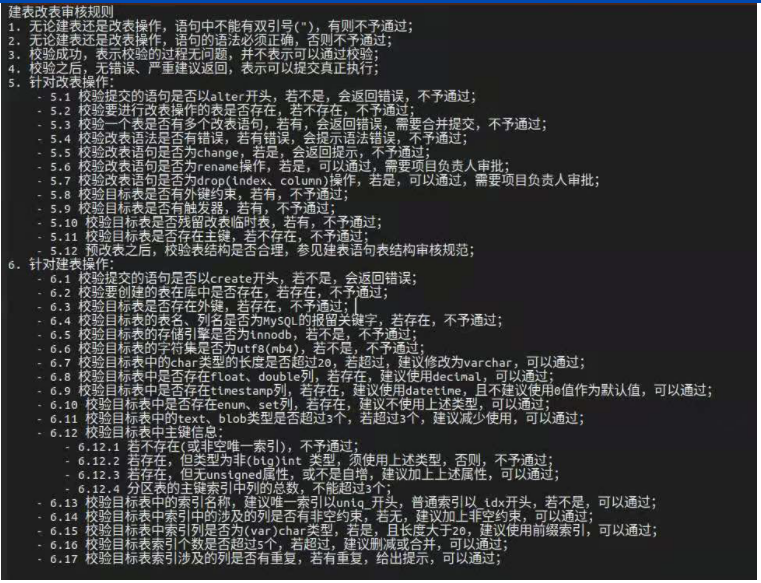 建表改表审核规则
1. 无论建表还是改表操作，语句中不能有双引号(")，有则不予通过；
2. 无论建表还是改表操作，语句的语法必须正确，否则不予通过；
3. 校验成功，表示校验的过程无问题，并不表示可以通过校验；
4. 校验之后，无错误、严重建议返回，表示可以提交真正执行；
5. 针对改表操作：
- 5.1 校验提交的语句是否以alter开头，若不是，会返回错误，不予通过；
- 5.2 校验要进行改表操作的表是否存在，若不存在，不予通过；
- 5.3 校验一个表是否有多个改表语句，若有，会返回错误，需要合并提交，不予通过；
- 5.4 校验改表语法是否有错误，若有错误，会提示语法错误，不予通过；
- 5.5 校验改表语句是否为change，若是，会返回提示，不予通过；
- 5.6 校验改表语句是否为rename操作，若是，可以通过，需要项目负责人审批；
- 5.7 校验改表语句是否为drop(index、column)操作，若是，可以通过，需要项目负责人审批；
- 5.8 校验目标表是否有外键约束，若有，不予通过；
- 5.9 校验目标表是否有触发器，若有，不予通过；
- 5.10 校验目标表是否残留改表临时表，若有，不予通过；
- 5.11 校验目标表是否存在主键，若不存在，不予通过；
- 5.12 预改表之后，校验表结构是否合理，参见建表语句表结构审核规范；
6. 针对建表操作：
- 6.1 校验提交的语句是否以create开头，若不是，会返回错误；
- 6.2 校验要创建的表在库中是否存在，若存在，不予通过；
- 6.3 校验目标表是否存在外键，若存在，不予通过；
- 6.4 校验目标表的表名、列名是否为MySQL的报留关键字，若存在，不予通过；
- 6.5 校验目标表的存储引擎是否为innodb，若不是，不予通过；
- 6.6 校验目标表的字符集是否为utf8(mb4)，若不是，不予通过；
- 6.7 校验目标表中的char类型的长度是否超过20，若超过，建议修改为varchar，可以通过；
- 6.8 校验目标表中是否存在float、double列，若存在，建议使用decimal，可以通过；
- 6.9 校验目标表中是否存在timestamp列，若存在，建议使用datetime，且不建议使用0值作为默认值，可以通过；
- 6.10 校验目标表中是否存在enum、set列，若存在，建议不使用上述类型，可以通过；
- 6.11 校验目标表中的text、blob类型是否超过3个，若超过3个，建议减少使用，可以通过；
- 6.12 校验目标表中主键信息：
- 6.12.1 若不存在(或非空唯一索引)，不予通过；
- 6.12.2 若存在，但类型为非(big)int 类型，须使用上述类型，否则，不予通过；
- 6.12.3 若存在，但无unsigned属性，或不是自增，建议加上上述属性，可以通过；
- 6.12.4 分区表的主键索引中列的总数，不能超过3个；
- 6.13 校验目标表中的索引名称，建议唯一索引以uniq_开头，普通索引以_idx开头，若不是，可以通过；
- 6.14 校验目标表中索引中的涉及的列是否有非空约束，若无，建议加上非空约束，可以通过；
- 6.15 校验目标表中索引列是否为(var)char类型，若是，且长度大于20，建议使用前缀索引，可以通过；
- 6.16 校验目标表索引个数是否超过5个，若超过，建议删减或合并，可以通过；
- 6.17 校验目标表索引涉及的列是否有重复，若有重复，给出提示，可以通过；